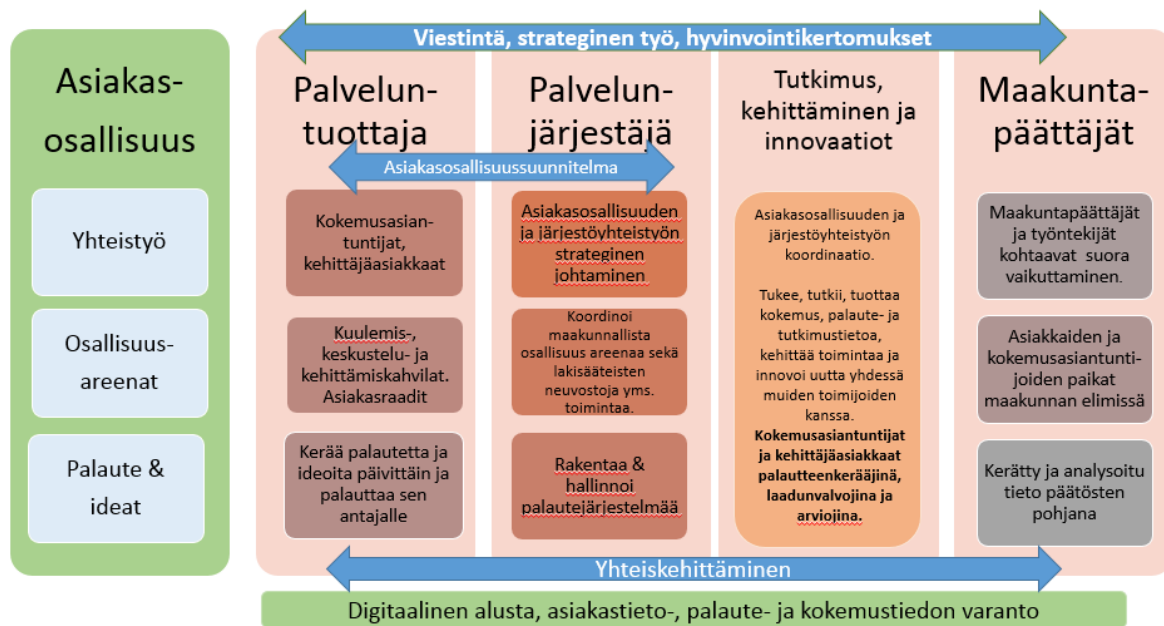 Viestintä, strateginen työ, hyvinvointikertomukset
Asiakas-
osallisuus
Yhteistyö
Osallisuus-
areenat
Palaute &
ideat
Palvelun-
tuottaja
Palvelun-
järjestäjä
Asiakasosallisuussuunnitelma
Kokemusasian-
tuntijat,
kehittäjäasiakkaat
Kuulemis-,
keskustelu- ja
kehittämiskahvilat.
Asiakasraadit
Kerää palautetta ja
ideoita päivittäin ja
palauttaa sen
antajalle
Asiakasosallisuuden
ja järjestöyhteistyön
strateginen
johtaminen.
Koordinoi
maakunnallista
osallisuus areenaa sekä
lakisääteisten
neuvostoja yms.
toimintaa.
Rakentaa &
hallinnoi
palautejärjestelmää
Tutkimus,
kehittäminen ja
innovaatiot
Asiakasosallisuuden ja
järjestöyhteistyön
koordinaatio.
Tukee, tutkii, tuottaa
kokemus, palaute- ja
tutkimustietoa,
kehittää toimintaa ja
innovoi uutta yhdessä
muiden toimijoiden
kanssa.
Kokemusasiantuntijat
ja kehittäjäasiakkaat
palautteenkerääjinä,
laadunvalvojina ja
arviojina.
Maakunta-
päättäjät
Maakuntapäättäjät
ja työntekijät
kohtaavat suora
vaikuttaminen.
Asiakkaiden ja
kokemusasiantunti-
joiden paikat
maakunnan elimissä
Kerätty ja analysoitu
tieto päätösten
pohjana
Yhteiskehittäminen
Digitaalinen alusta, asiakastieto-, palaute- ja kokemustiedon varanto